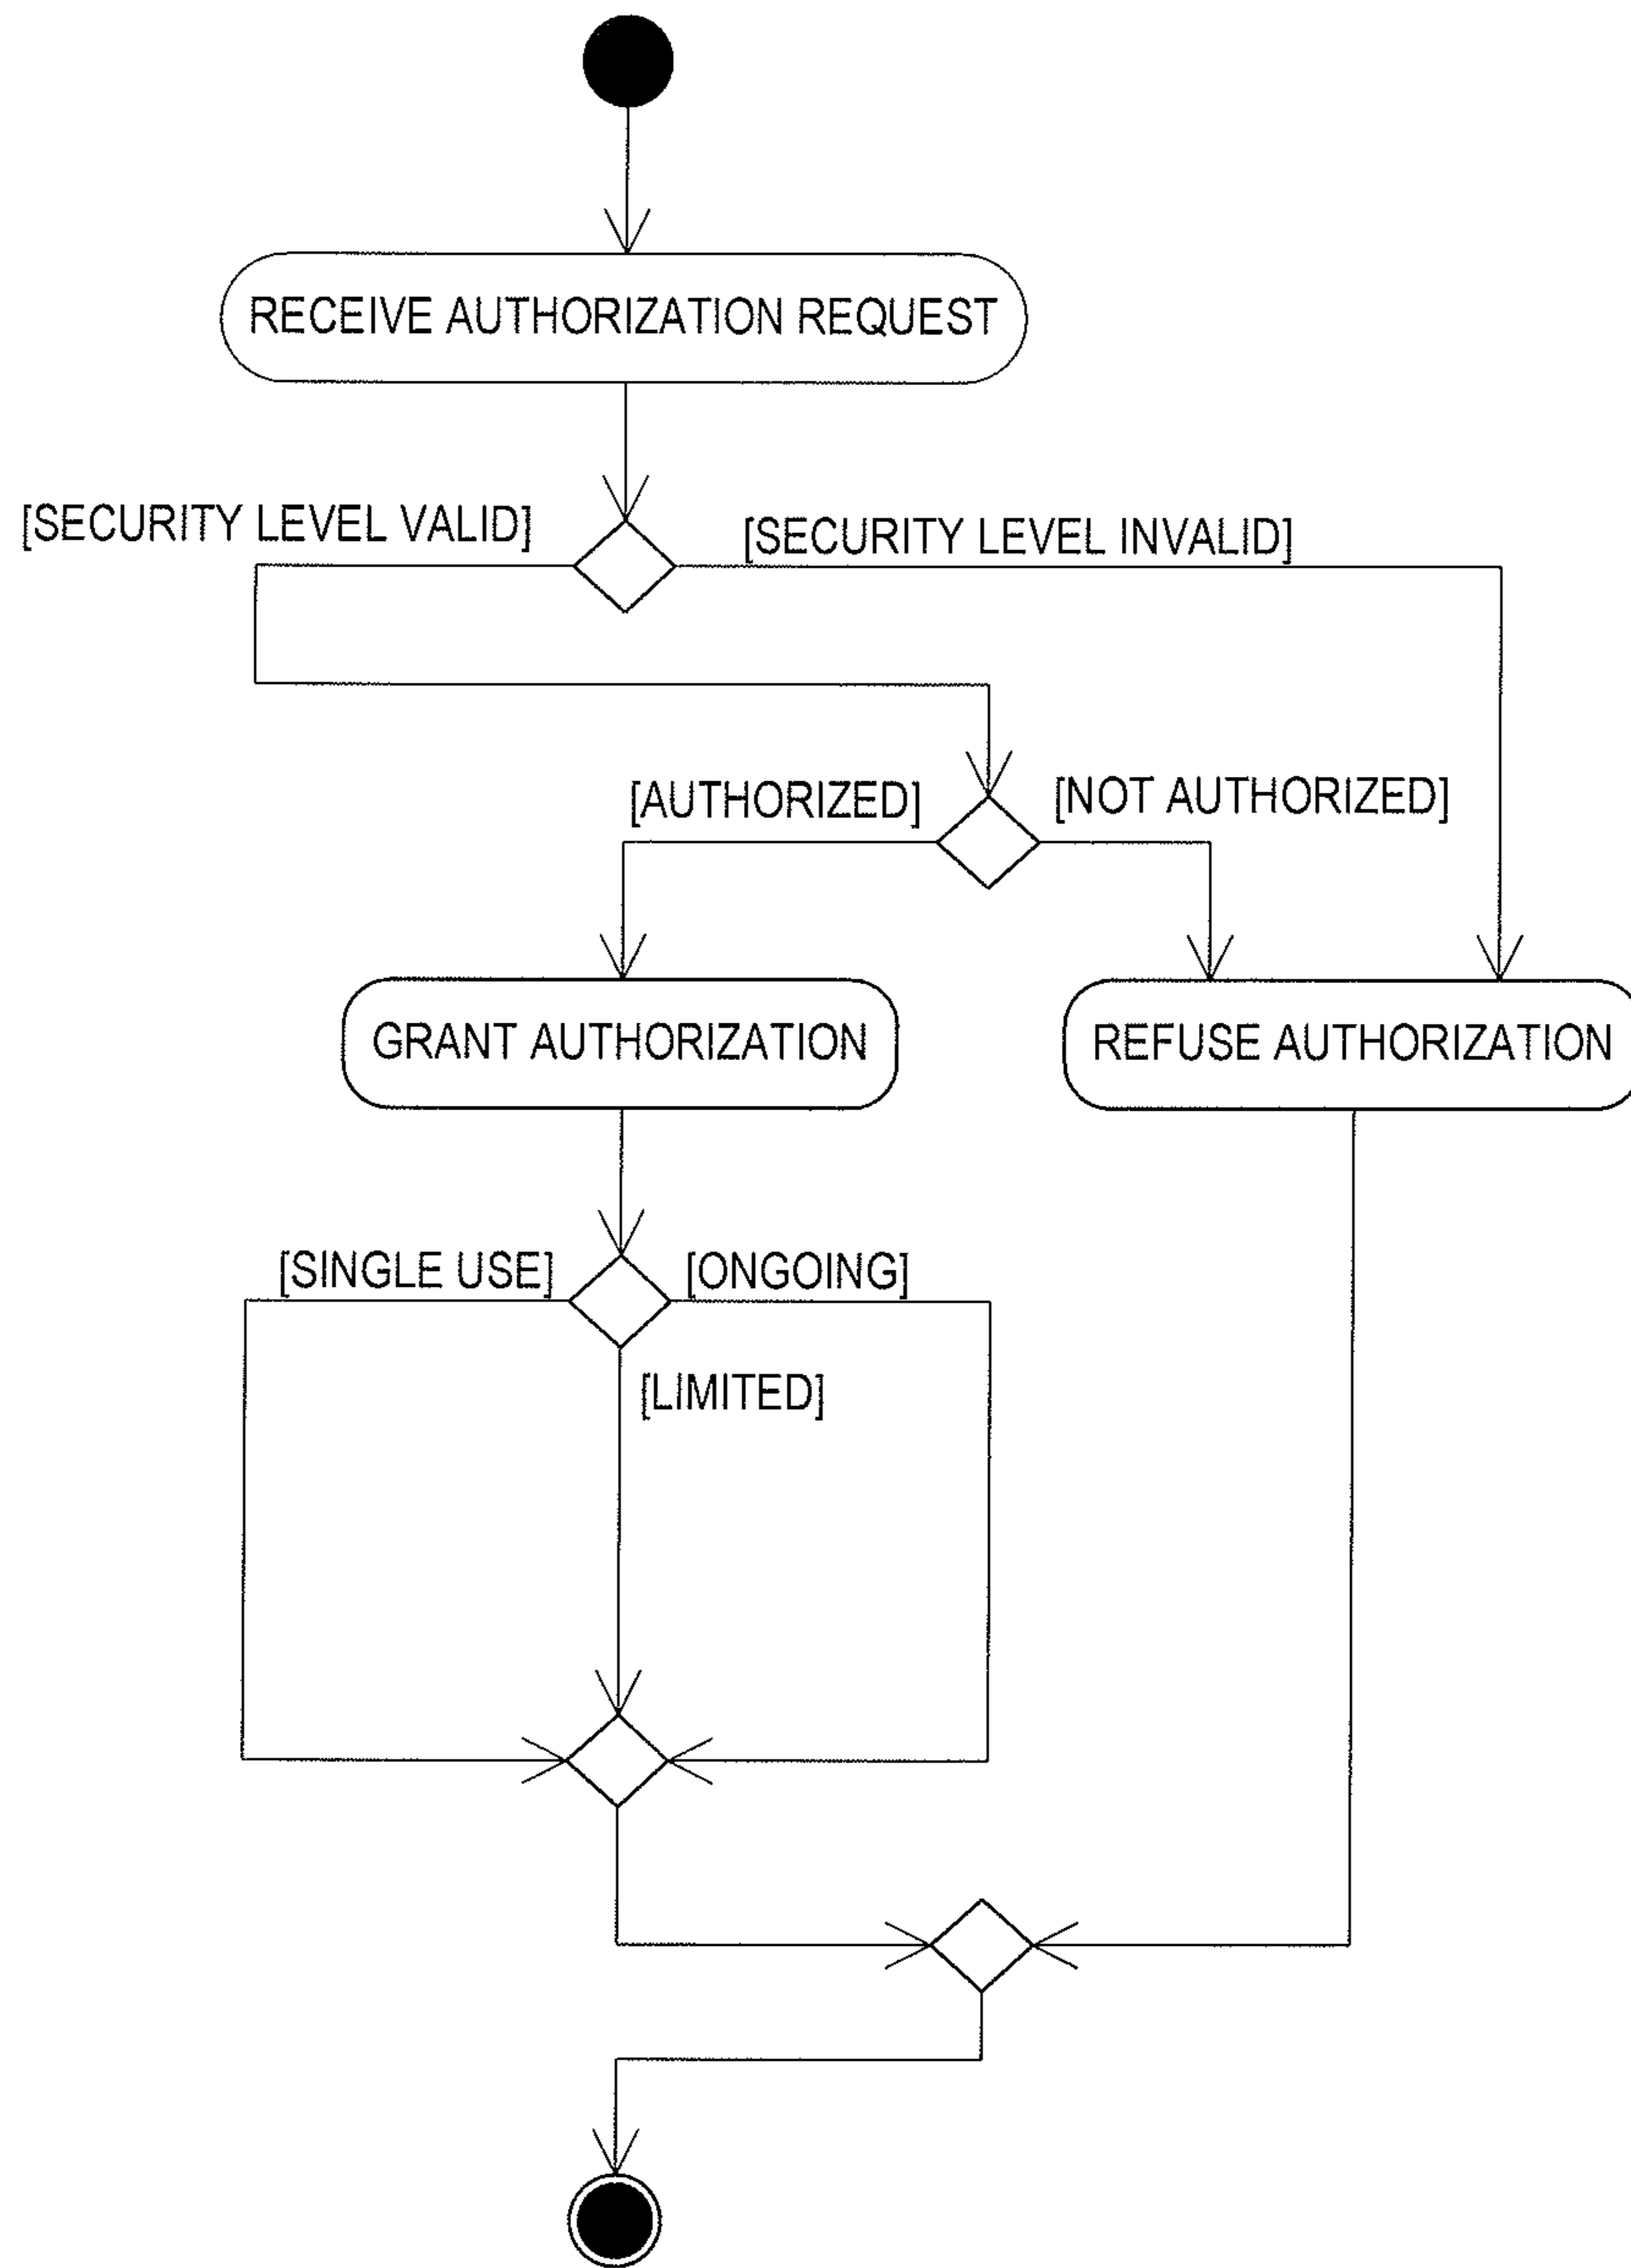 RECEIVE AUTHORIZATION REQUEST
[SECURITY LEVEL VALID]
[SECURITY LEVEL INVALID]
[AUTHORIZED]
[NOT AUTHORIZED]
GRANT AUTHORIZATION
REFUSE AUTHORIZATION
[SINGLE USE]
[ONGOING]
[LIMITED]